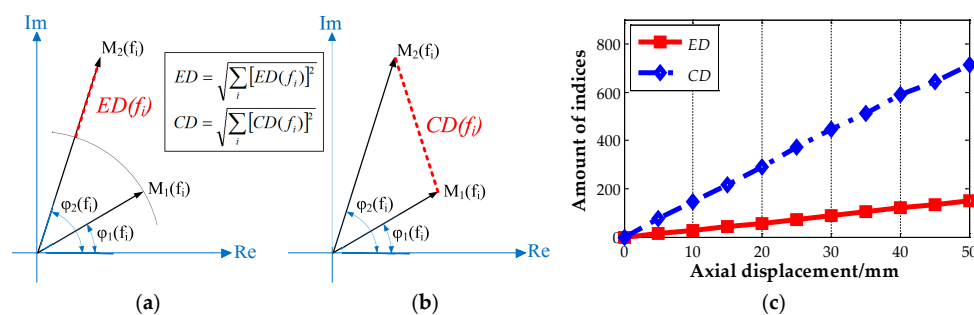 Im
M₂(fᵢ)
ED(fᵢ)
M₁(fᵢ)
φ₂(fᵢ)
φ₁(fᵢ)
Re
(a)
ED = √∑ᵢ[ED(fᵢ)]²
CD = √∑ᵢ[CD(fᵢ)]²
Im
M₂(fᵢ)
CD(fᵢ)
M₁(fᵢ)
φ₂(fᵢ)
φ₁(fᵢ)
Re
(b)
ED
CD
Amount of indices
800
600
400
200
0
0 10 20 30 40 50
Axial displacement/mm
(c)